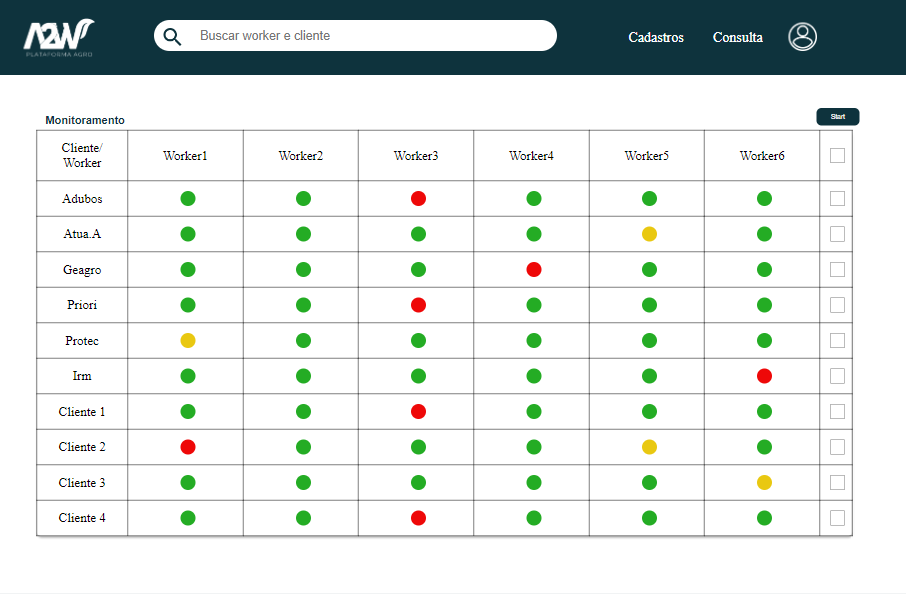 A2W
PLATAFORMA AGRO
Buscar worker e cliente
Cadastros
Consulta
Monitoramento
Start
Cliente/
Worker
Worker1
Worker2
Worker3
Worker4
Worker5
Worker6
Adubos
Atua.A
Geagro
Priori
Protec
Irm
Cliente 1
Cliente 2
Cliente 3
Cliente 4